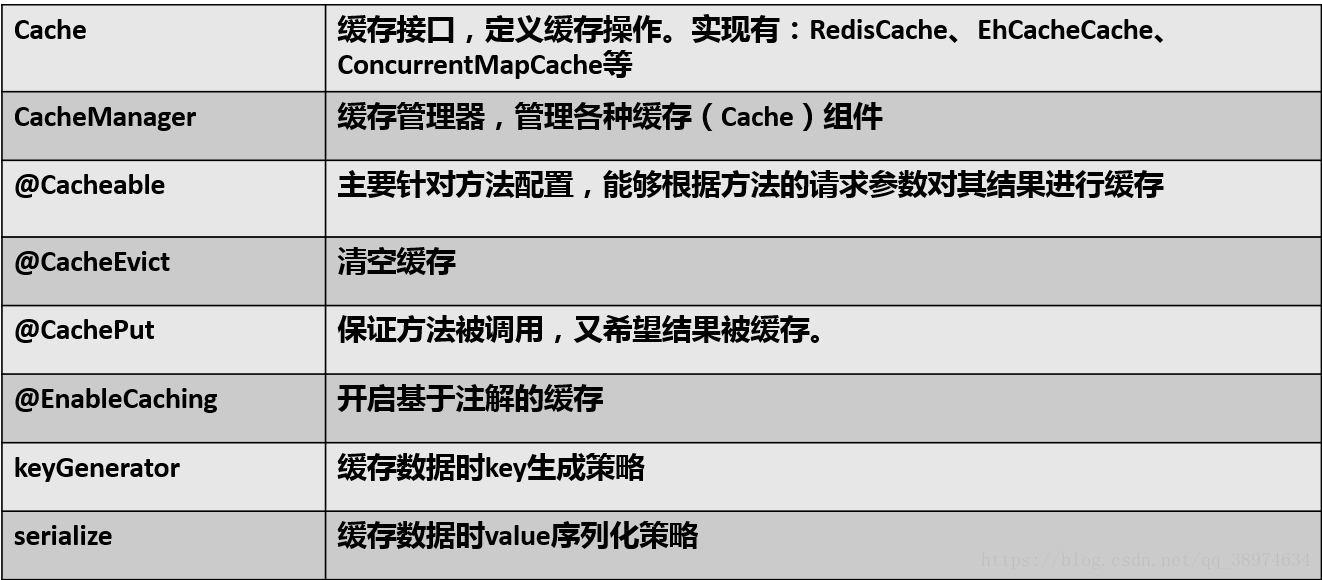 Cache
缓存接口，定义缓存操作。实现有：RedisCache、EhCacheCache、
ConcurrentMapCache等
CacheManager
缓存管理器，管理各种缓存（Cache）组件
@Cacheable
主要针对方法配置，能够根据方法的请求参数对其结果进行缓存
@CacheEvict
清空缓存
@CachePut
保证方法被调用，又希望结果被缓存。
@EnableCaching
开启基于注解的缓存
keyGenerator
缓存数据时key生成策略
serialize
缓存数据时value序列化策略
https://blog.csdn.net/qq_38974634